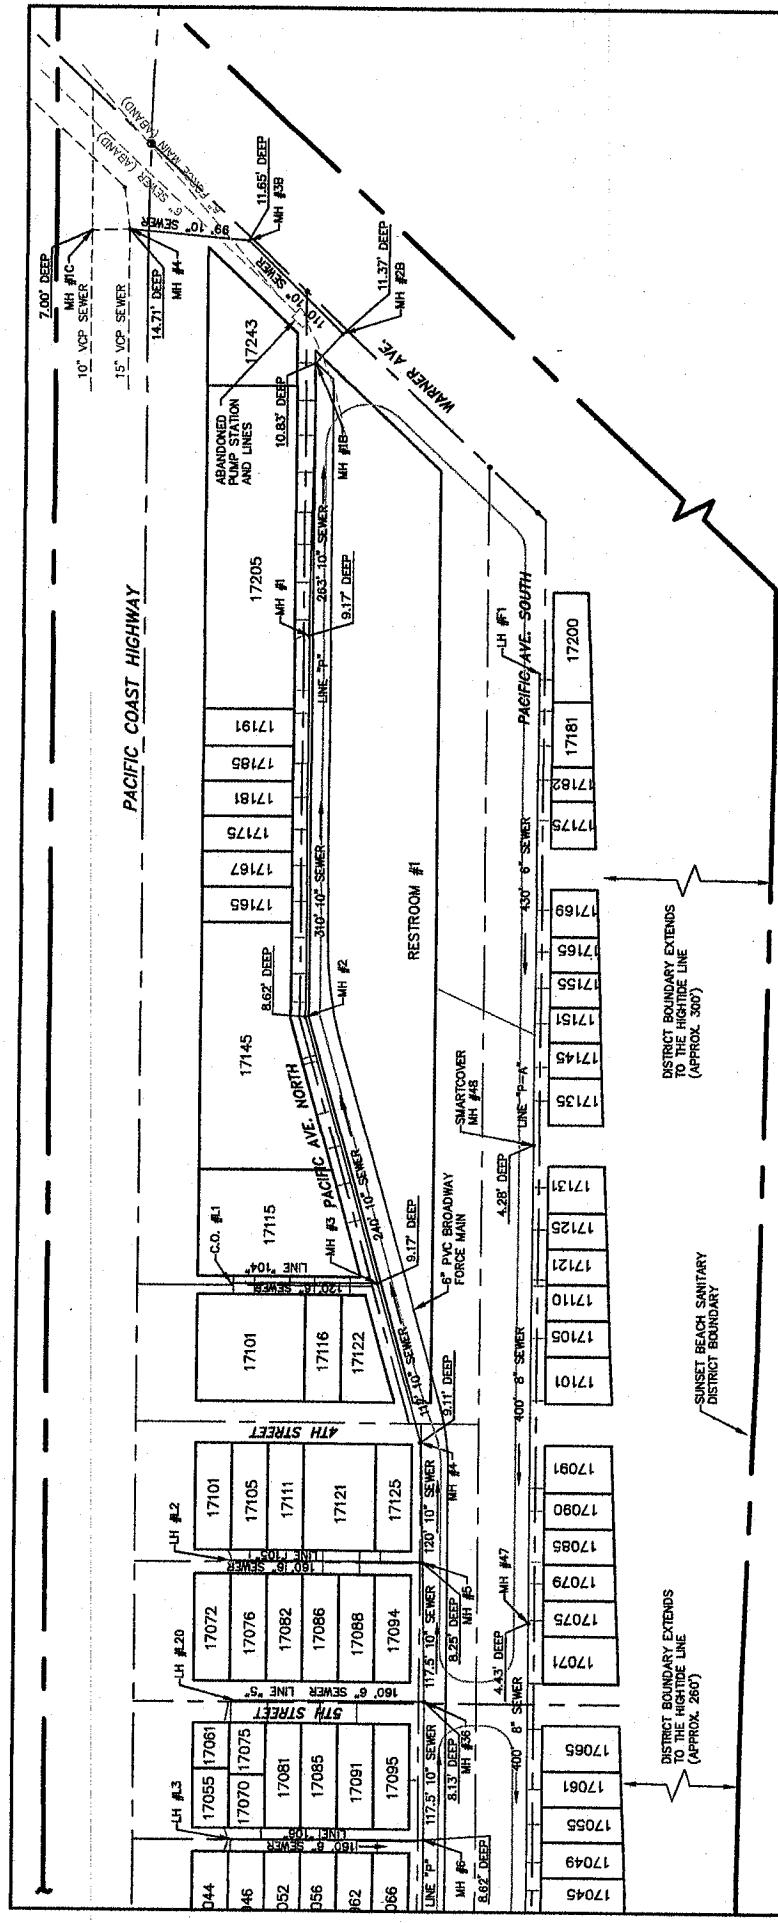 7.00' DEEP
MH #1C
10" VCP SEWER
15" VCP SEWER
14.71' DEEP
MH #4
99' 10" SEWER
6" SEWER (ABAND)
FORCE MAIN (ABAND)
11.65' DEEP
MH #3B
110' 10" SEWER
11.37' DEEP
MH #2B
WARNER AVE.
17243
ABANDONED
PUMP STATION
AND LINES
10.83' DEEP
MH #1B
PACIFIC COAST HIGHWAY
17205
MH #1
263' 10" SEWER
LINE "P"
9.17' DEEP
17191
17185
17181
17175
17167
17165
310' 10" SEWER
8.62' DEEP
MH #2
RESTROOM #1
17145
PACIFIC AVE. NORTH
17115
C.O. #L1
LINE "104"
120' 6" SEWER
MH #3
240' 10" SEWER
9.17' DEEP
6" PVC BROADWAY
FORCE MAIN
17101
17116
17122
10" SEWER
9.11' DEEP
MH #4
4TH STREET
17101
17105
17111
17121
17125
LH #L2
LINE "105"
160' 6" SEWER
120' 10" SEWER
MH #5
8.25' DEEP
17072
17076
17082
17086
17088
17094
LH #L20
160' 6" SEWER LINE "S"
5TH STREET
117.5' 10" SEWER
MH #36
8.13' DEEP
17061
17055
17075
17070
17081
17085
17091
17095
LH #L3
LINE "106"
160' 6" SEWER
117.5' 10" SEWER
LINE "P"
MH #6
8.62' DEEP
044
046
052
056
062
066
PACIFIC AVE. SOUTH
LH #F1
17200
17181
17182
17175
430' 6" SEWER
17169
17165
17155
17151
17145
17135
LINE "P-A"
SMARTCOVER
MH #48
4.28' DEEP
17131
17125
17121
17110
17105
17101
400' 8" SEWER
17091
17090
17085
17079
17075
17071
MH #47
4.43' DEEP
400' 8" SEWER
17065
17061
17055
17049
17045
DISTRICT BOUNDARY EXTENDS
TO THE HIGHTIDE LINE
(APPROX. 300')
SUNSET BEACH SANITARY
DISTRICT BOUNDARY
DISTRICT BOUNDARY EXTENDS
TO THE HIGHTIDE LINE
(APPROX. 260')